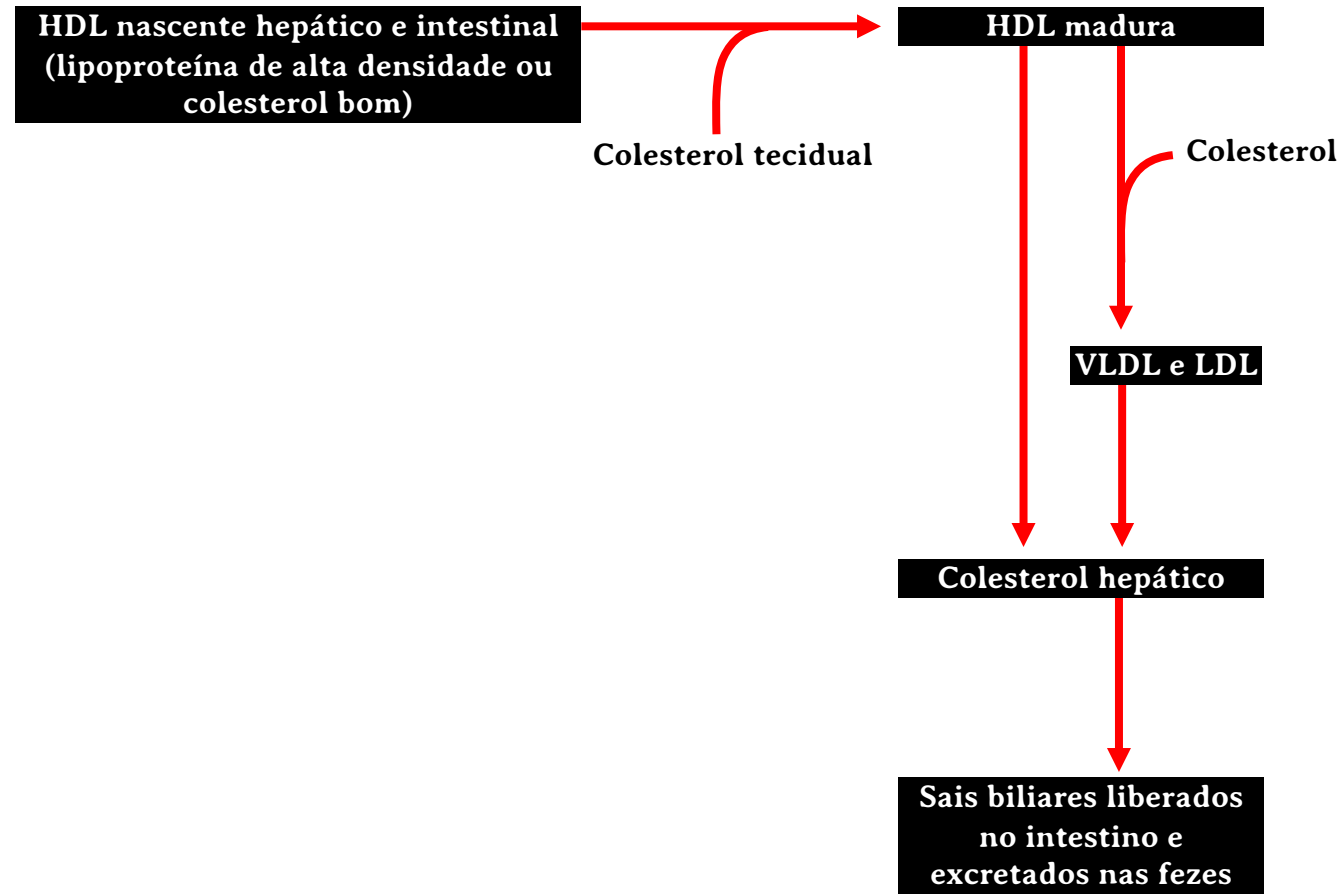 HDL nascente hepático e intestinal
(lipoproteína de alta densidade ou
colesterol bom)
HDL madura
Colesterol tecidual
Colesterol
VLDL e LDL
Colesterol hepático
Sais biliares liberados
no intestino e
excretados nas fezes